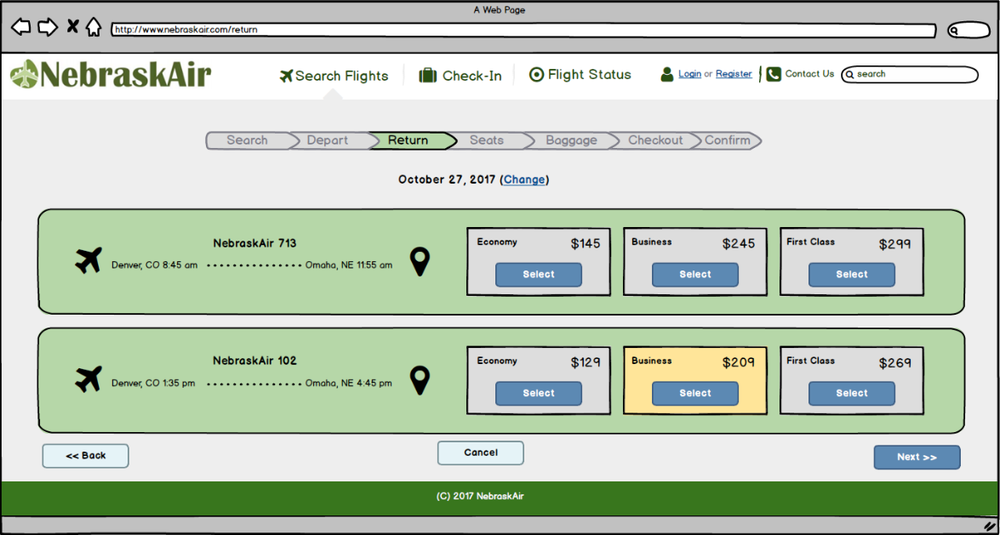 A Web Page
http://www.nebraskair.com/return
NebraskAir
Search Flights
Check-In
Flight Status
Login or Register
Contact Us
search
Search
Depart
Return
Seats
Baggage
Checkout
Confirm
October 27, 2017 (Change)
NebraskAir 713
Denver, CO 8:45 am
Omaha, NE 11:55 am
Economy $145
Select
Business $245
Select
First Class $299
Select
NebraskAir 102
Denver, CO 1:35 pm
Omaha, NE 4:45 pm
Economy $129
Select
Business $209
Select
First Class $269
Select
<< Back
Cancel
Next >>
(C) 2017 NebraskAir